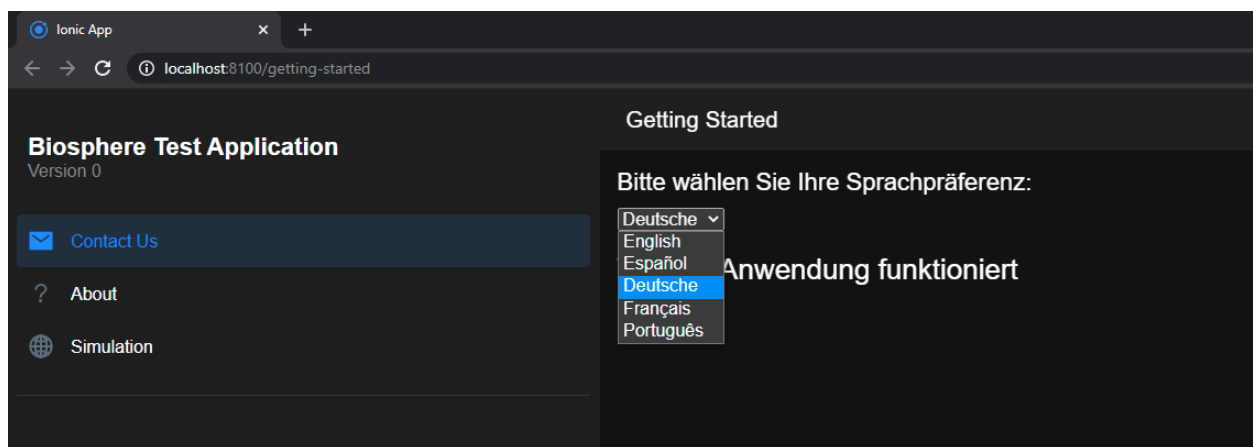 Ionic App
localhost:8100/getting-started
Biosphere Test Application
Version 0
Contact Us
About
Simulation
Getting Started
Bitte wählen Sie Ihre Sprachpräferenz:
Deutsche
English
Español
Deutsche
Français
Português
Anwendung funktioniert